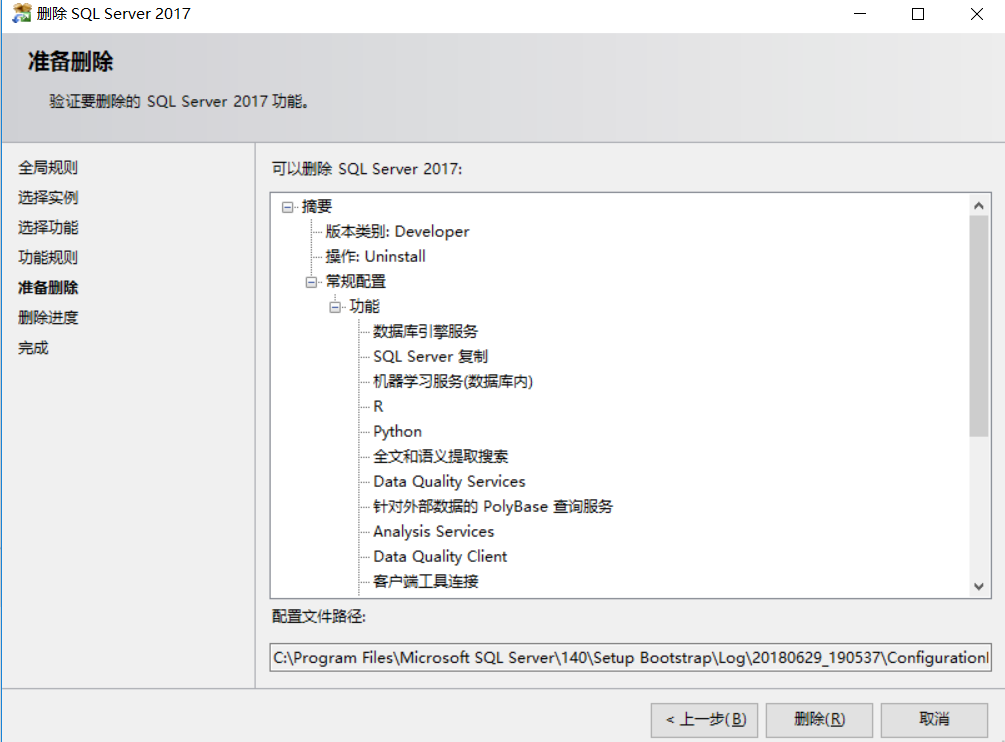 删除 SQL Server 2017
准备删除
验证要删除的 SQL Server 2017 功能。
全局规则
选择实例
选择功能
功能规则
准备删除
删除进度
完成
可以删除 SQL Server 2017:
摘要
版本类别: Developer
操作: Uninstall
常规配置
功能
数据库引擎服务
SQL Server 复制
机器学习服务(数据库内)
R
Python
全文和语义提取搜索
Data Quality Services
针对外部数据的 PolyBase 查询服务
Analysis Services
Data Quality Client
客户端工具连接
配置文件路径:
C:\Program Files\Microsoft SQL Server\140\Setup Bootstrap\Log\20180629_190537\Configuration
< 上一步(B)
删除(R)
取消